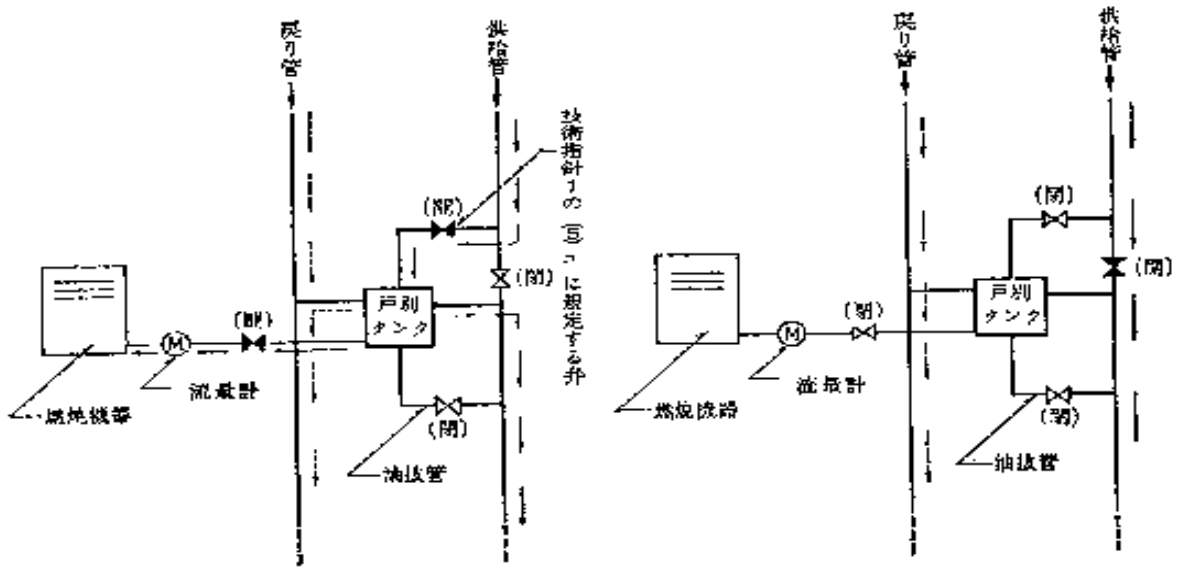 戻り管
供給管
技術指針1の に規定する弁
(開)
(閉)
戸別
タンク
(開)
M
流量計
燃焼機器
(閉)
油抜管
戻り管
供給管
(閉)
戸別
タンク
(閉)
M
流量計
燃焼機器
(閉)
油抜管